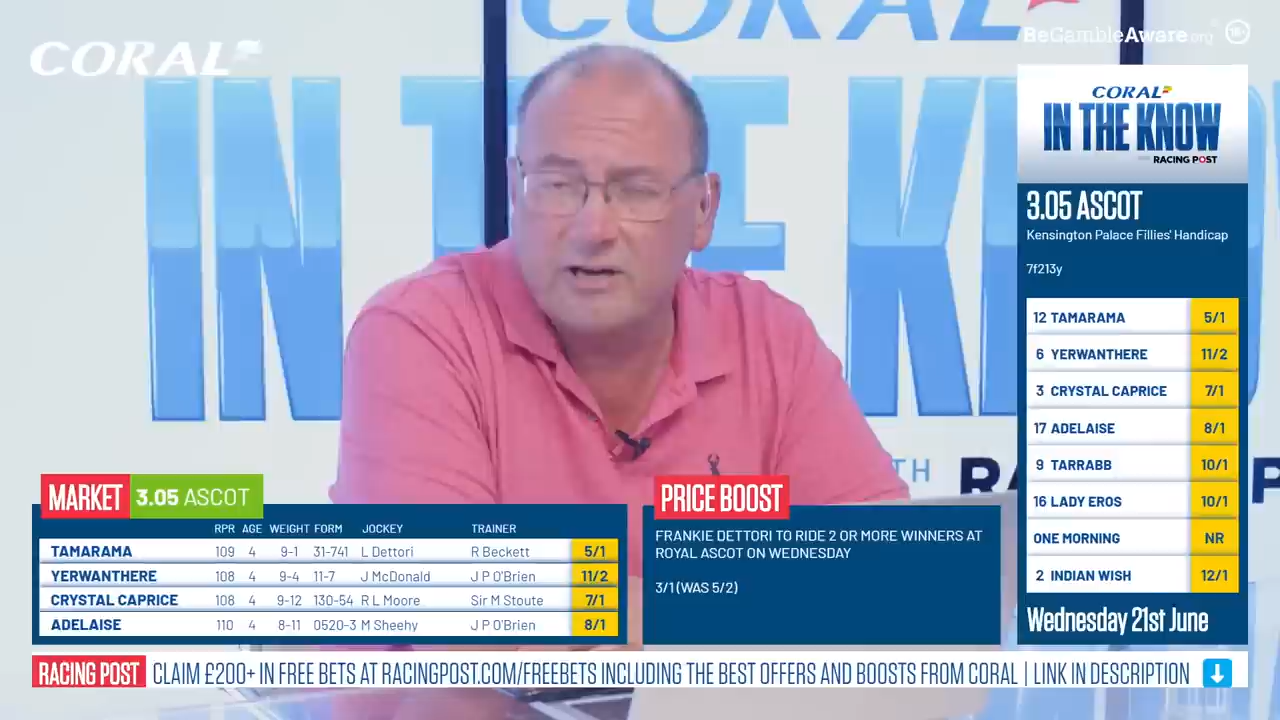 CORAL
CORAL
BeGambleAware.org 18+
IN THE KNOW
CORAL
IN THE KNOW
RACING POST
3.05 ASCOT
Kensington Palace Fillies' Handicap
7f213y
12 TAMARAMA 5/1
6 YERWANTHERE 11/2
3 CRYSTAL CAPRICE 7/1
17 ADELAISE 8/1
9 TARRABB 10/1
16 LADY EROS 10/1
ONE MORNING NR
2 INDIAN WISH 12/1
Wednesday 21st June
MARKET 3.05 ASCOT
RPR AGE WEIGHT FORM JOCKEY TRAINER
TAMARAMA 109 4 9-1 31-741 L Dettori R Beckett 5/1
YERWANTHERE 108 4 9-4 11-7 J McDonald J P O'Brien 11/2
CRYSTAL CAPRICE 108 4 9-12 130-54 R L Moore Sir M Stoute 7/1
ADELAISE 110 4 8-11 0520-3 M Sheehy J P O'Brien 8/1
PRICE BOOST
FRANKIE DETTORI TO RIDE 2 OR MORE WINNERS AT
ROYAL ASCOT ON WEDNESDAY
3/1 (WAS 5/2)
RACING POST CLAIM £200+ IN FREE BETS AT RACINGPOST.COM/FREEBETS INCLUDING THE BEST OFFERS AND BOOSTS FROM CORAL | LINK IN DESCRIPTION